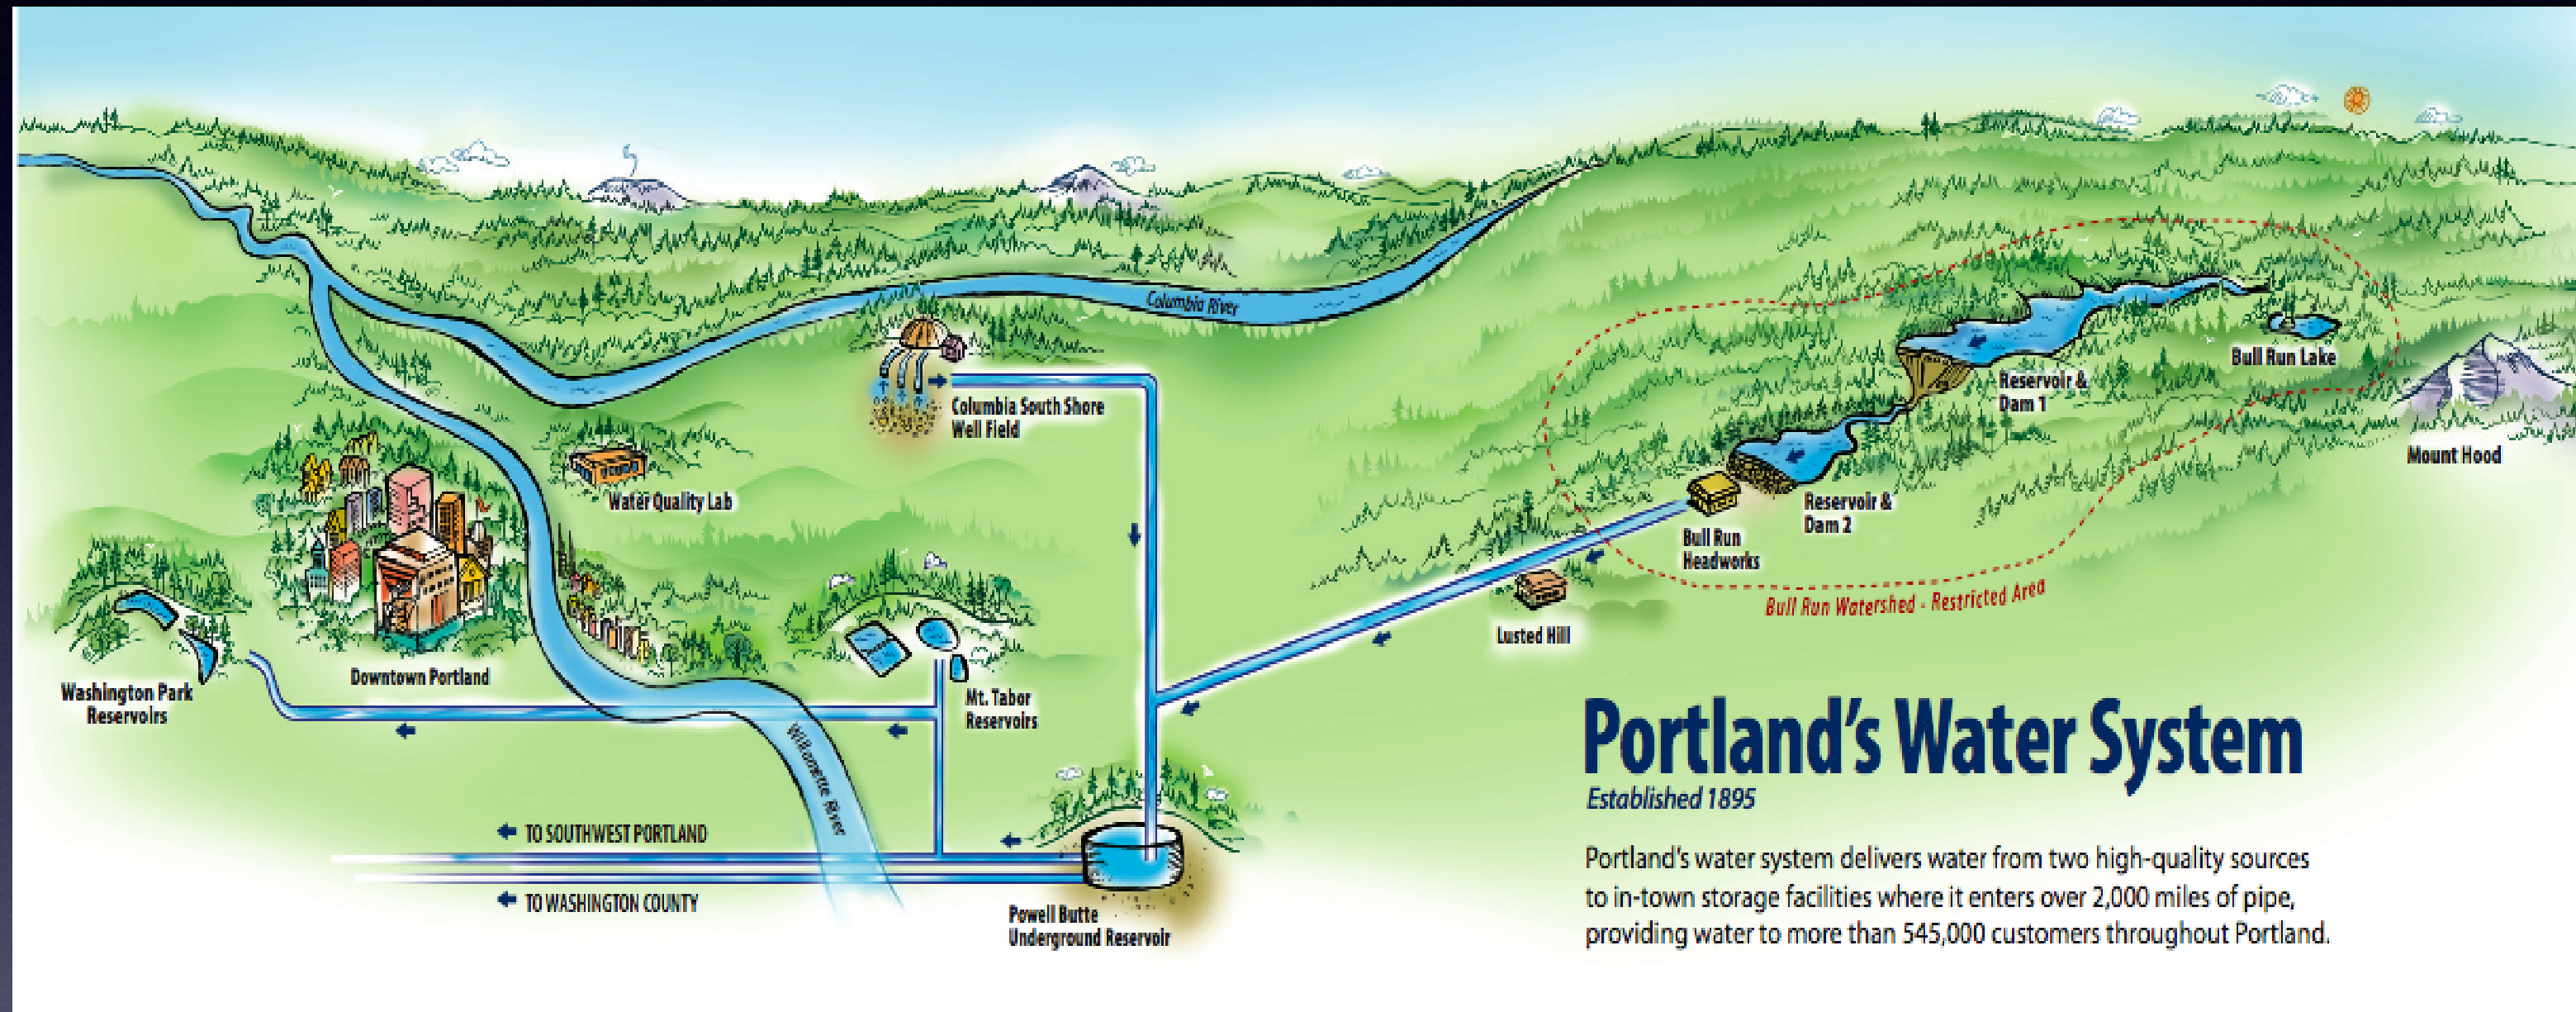 Columbia River
Columbia South Shore
Well Field
Water Quality Lab
Bull Run Lake
Reservoir &
Dam 1
Mount Hood
Reservoir &
Dam 2
Bull Run
Headworks
Bull Run Watershed - Restricted Area
Lusted Hill
Downtown Portland
Washington Park
Reservoirs
Mt. Tabor
Reservoirs
Willamette River
TO SOUTHWEST PORTLAND
TO WASHINGTON COUNTY
Powell Butte
Underground Reservoir
Portland's Water System
Established 1895
Portland's water system delivers water from two high-quality sources
to in-town storage facilities where it enters over 2,000 miles of pipe,
providing water to more than 545,000 customers throughout Portland.